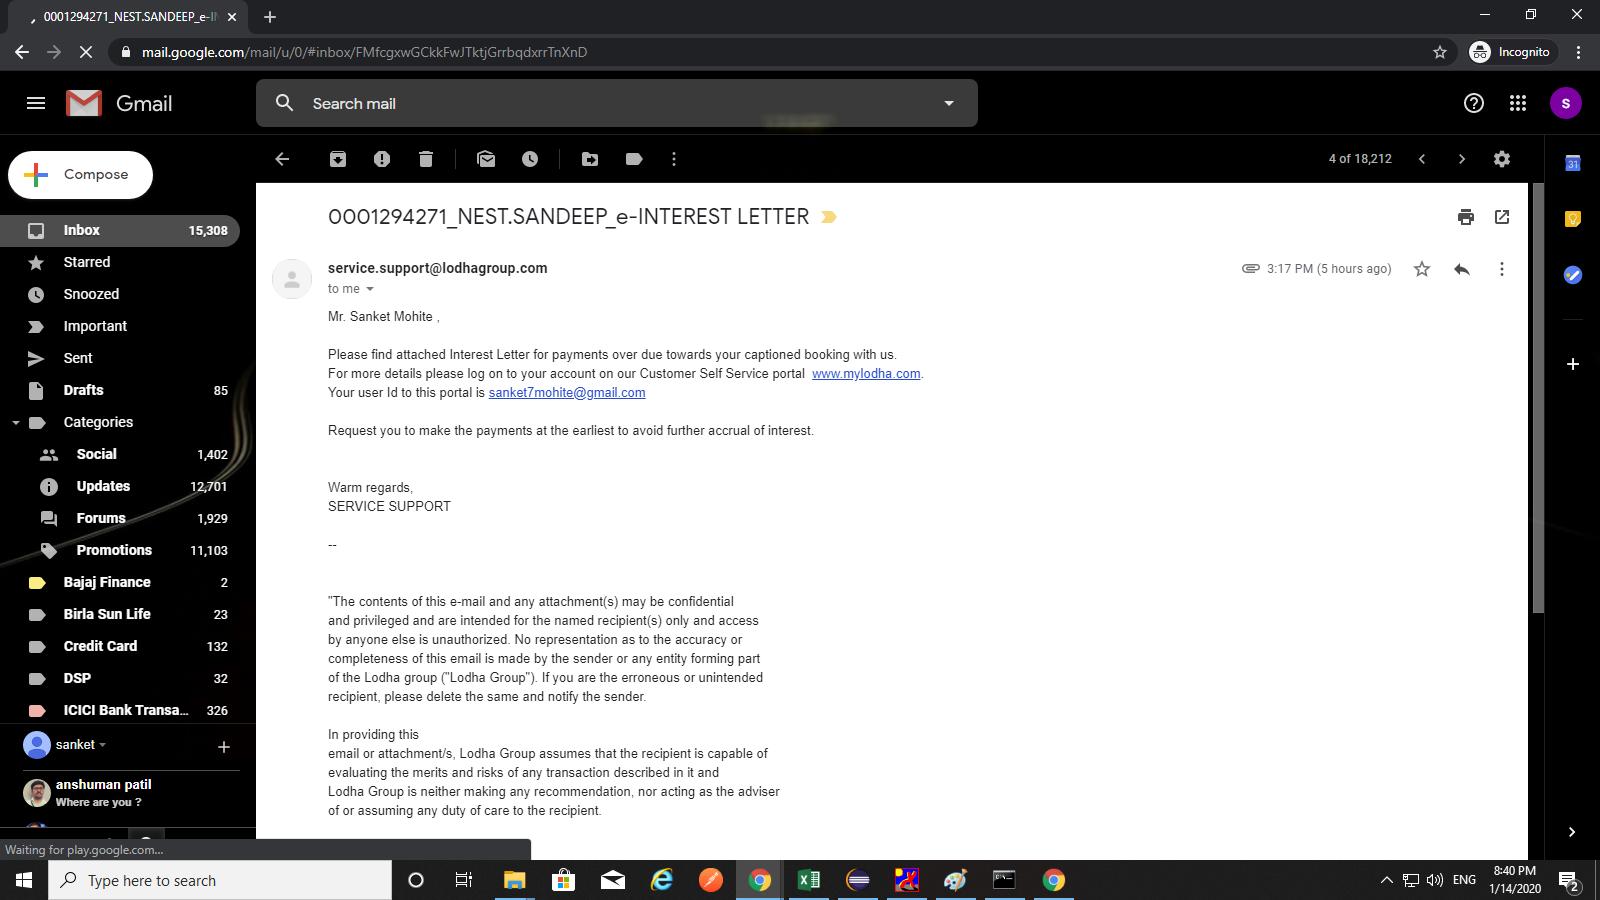 0001294271_NEST.SANDEEP_e-IN
mail.google.com/mail/u/0/#inbox/FMfcgxwGCkkFwJTktjGrrbqdxrrTnXnD
Incognito
Gmail
Search mail
S
Compose
4 of 18,212
31
Inbox 15,308
Starred
Snoozed
Important
Sent
Drafts 85
Categories
Social 1,402
Updates 12,701
Forums 1,929
Promotions 11,103
Bajaj Finance 2
Birla Sun Life 23
Credit Card 132
DSP 32
ICICI Bank Transa... 326
sanket
anshuman patil
Where are you ?
0001294271_NEST.SANDEEP_e-INTEREST LETTER
service.support@lodhagroup.com
3:17 PM (5 hours ago)
to me
Mr. Sanket Mohite ,
Please find attached Interest Letter for payments over due towards your captioned booking with us.
For more details please log on to your account on our Customer Self Service portal www.mylodha.com.
Your user Id to this portal is sanket7mohite@gmail.com
Request you to make the payments at the earliest to avoid further accrual of interest.
Warm regards,
SERVICE SUPPORT
--
"The contents of this e-mail and any attachment(s) may be confidential
and privileged and are intended for the named recipient(s) only and access
by anyone else is unauthorized. No representation as to the accuracy or
completeness of this email is made by the sender or any entity forming part
of the Lodha group ("Lodha Group"). If you are the erroneous or unintended
recipient, please delete the same and notify the sender.
In providing this
email or attachment/s, Lodha Group assumes that the recipient is capable of
evaluating the merits and risks of any transaction described in it and
Lodha Group is neither making any recommendation, nor acting as the adviser
of or assuming any duty of care to the recipient.
Waiting for play.google.com...
Type here to search
ENG
8:40 PM
1/14/2020
2